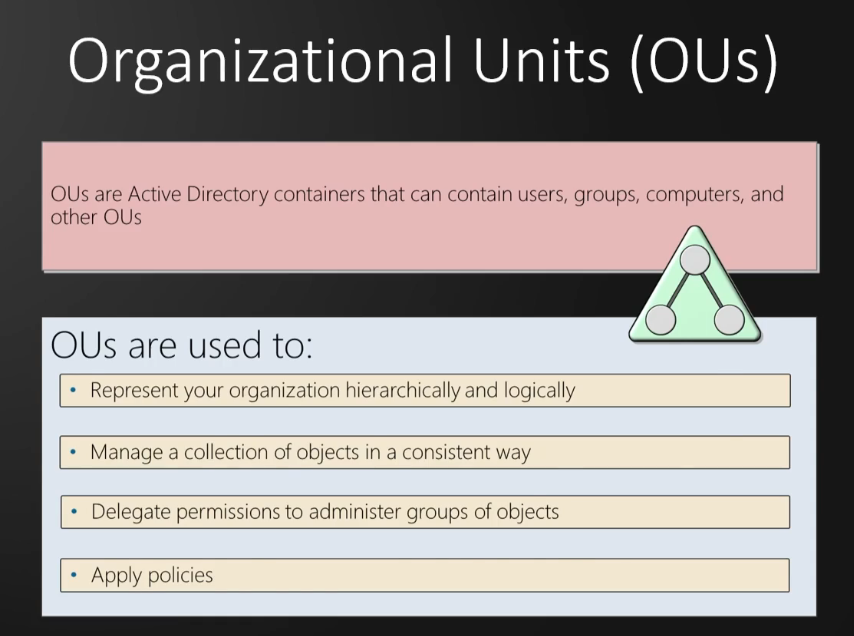 Organizational Units (OUs)
OUs are Active Directory containers that can contain users, groups, computers, and
other OUs
OUs are used to:
• Represent your organization hierarchically and logically
• Manage a collection of objects in a consistent way
• Delegate permissions to administer groups of objects
• Apply policies